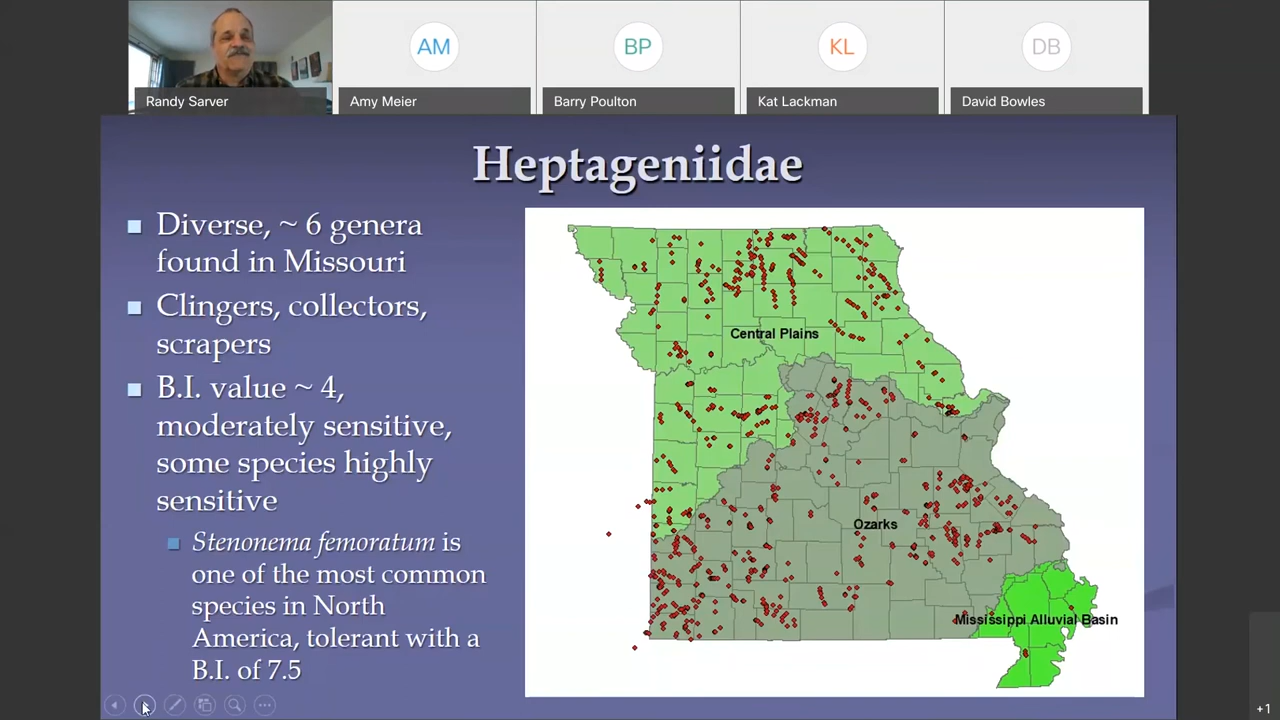 AM
BP
KL
DB
Randy Sarver
Amy Meier
Barry Poulton
Kat Lackman
David Bowles
Heptageniidae
Diverse, ~ 6 genera
found in Missouri
Clingers, collectors,
scrapers
B.I. value ~ 4,
moderately sensitive,
some species highly
sensitive
Stenonema femoratum is
one of the most common
species in North
America, tolerant with a
B.I. of 7.5
Central Plains
Ozarks
Mississippi Alluvial Basin
+1